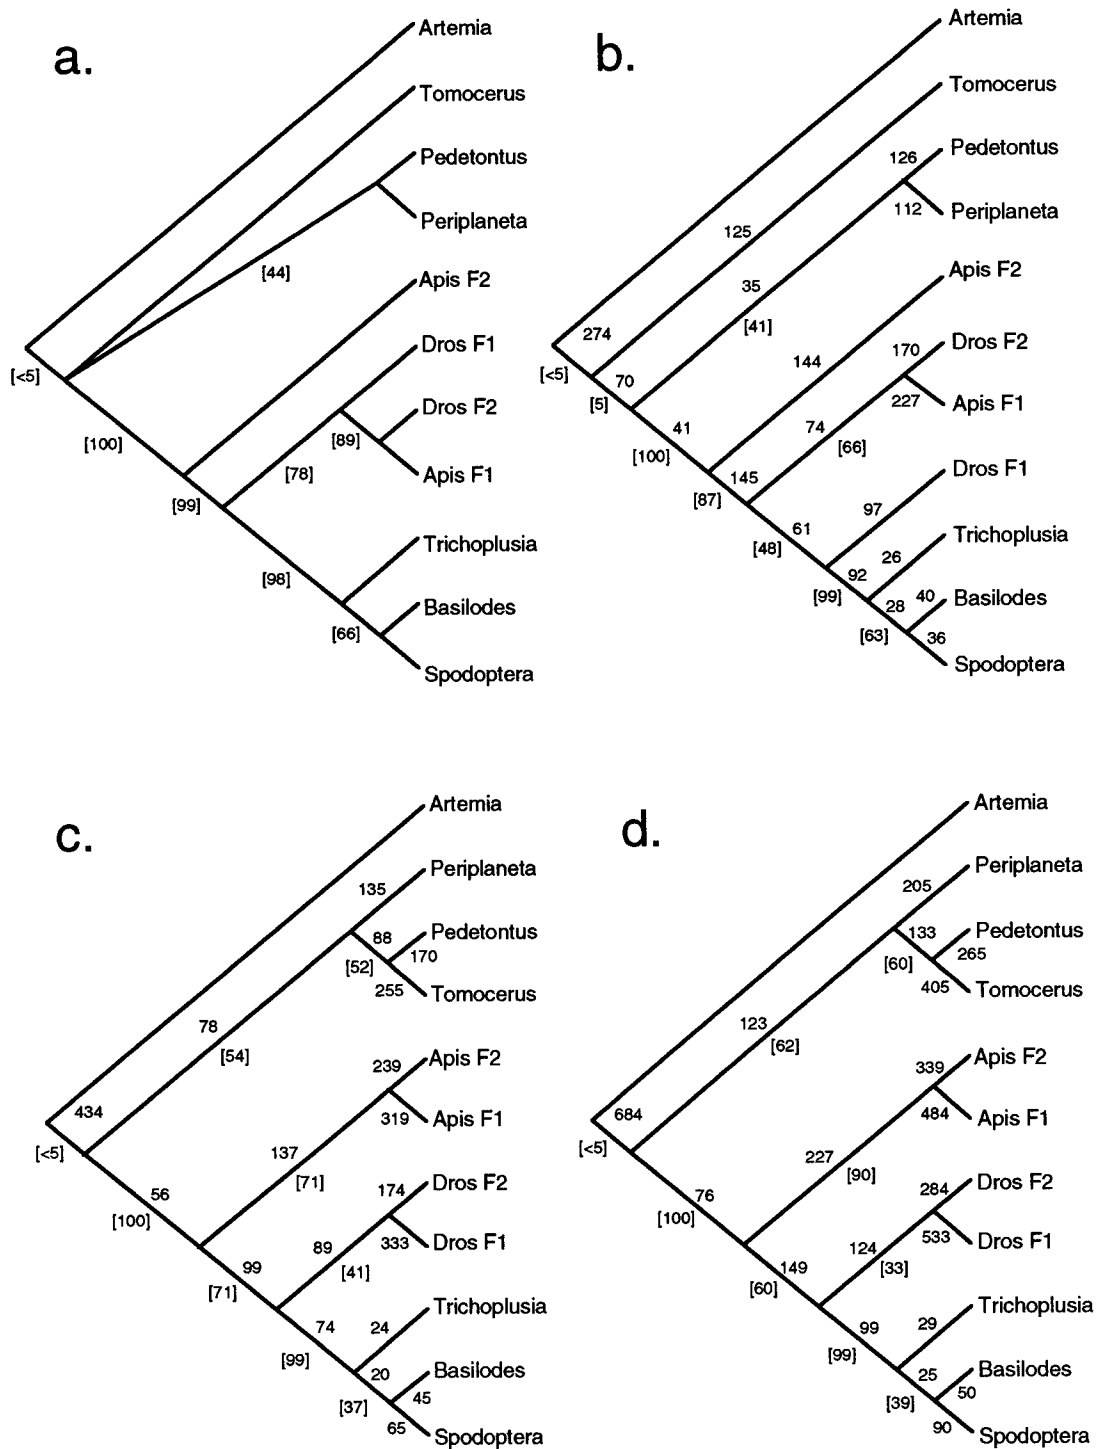 a.
Artemia
Tomocerus
Pedetontus
Periplaneta
[44]
Apis F2
Dros F1
[<5]
Dros F2
[89]
[100]
[78]
Apis F1
[99]
Trichoplusia
[98]
Basilodes
[66]
Spodoptera
b.
Artemia
Tomocerus
126
Pedetontus
112
Periplaneta
125
35
Apis F2
274
[41]
144
170
Dros F2
[<5]
70
227
Apis F1
[5]
41
74
[66]
[100]
145
Dros F1
[87]
97
61
26
Trichoplusia
[48]
92
40
Basilodes
[99]
28
[63]
36
Spodoptera
c.
Artemia
135
Periplaneta
88
Pedetontus
[52]
170
255
Tomocerus
78
[54]
239
Apis F2
434
319
Apis F1
[<5]
137
[71]
174
Dros F2
56
[100]
89
333
Dros F1
99
[41]
[71]
74
24
Trichoplusia
[99]
20
Basilodes
45
[37]
65
Spodoptera
d.
Artemia
205
Periplaneta
133
Pedetontus
[60]
265
405
Tomocerus
123
[62]
339
Apis F2
684
484
Apis F1
[<5]
227
[90]
284
Dros F2
76
[100]
124
533
Dros F1
149
[33]
[60]
99
29
Trichoplusia
[99]
25
Basilodes
50
[39]
90
Spodoptera